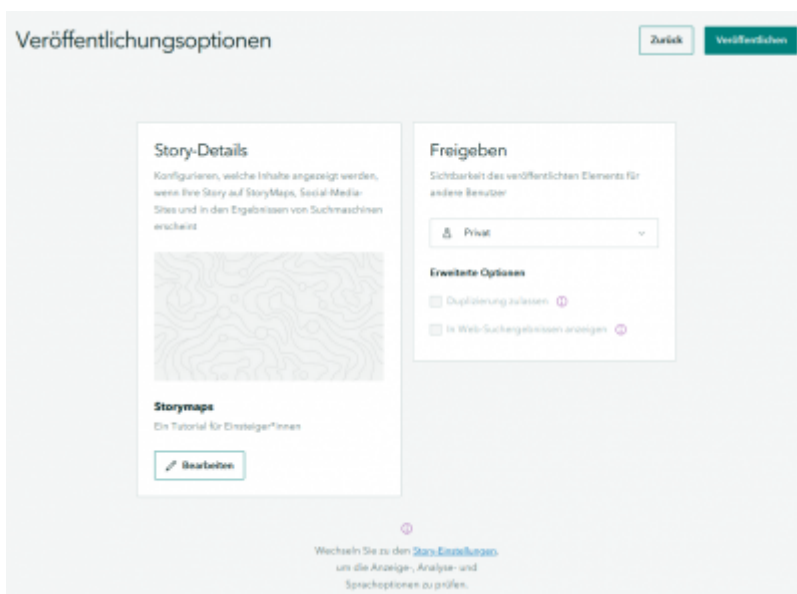 Veröffentlichungsoptionen
Zurück
Veröffentlichen
Story-Details
Konfigurieren, welche Inhalte angezeigt werden,
wenn Ihre Story auf StoryMaps, Social-Media-
Sites und in den Ergebnissen von Suchmaschinen
erscheint
Storymaps
Ein Tutorial für Einsteiger*innen
Bearbeiten
Freigeben
Sichtbarkeit des veröffentlichten Elements für
andere Benutzer
Privat
Erweiterte Optionen
Duplizierung zulassen
In Web-Suchergebnissen anzeigen
Wechseln Sie zu den Story-Einstellungen,
um die Anzeige-, Analyse- und
Sprachoptionen zu prüfen.